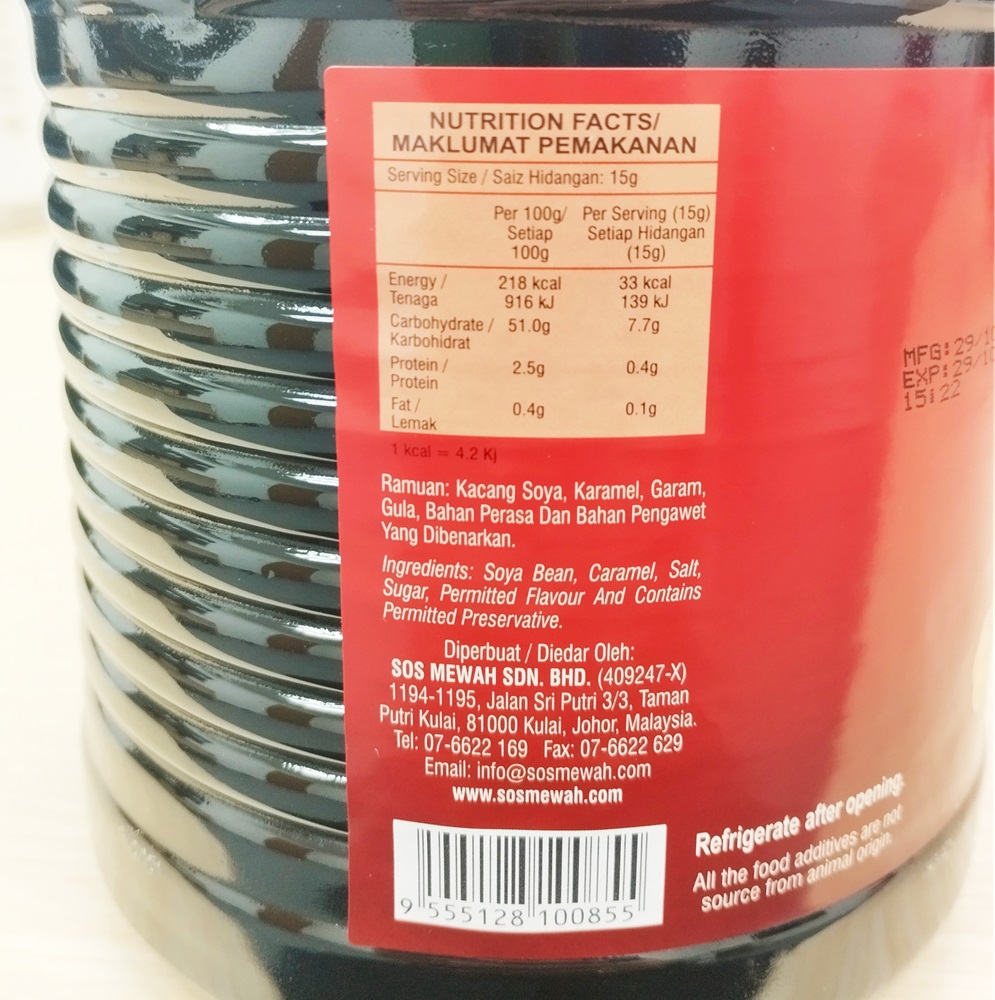 NUTRITION FACTS/
MAKLUMAT PEMAKANAN
Serving Size / Saiz Hidangan: 15g
Per 100g/ Per Serving (15g)
Setiap Setiap Hidangan
100g (15g)
Energy / 218 kcal 33 kcal
Tenaga 916 kJ 139 kJ
Carbohydrate / 51.0g 7.7g
Karbohidrat
Protein / 2.5g 0.4g
Protein
Fat / 0.4g 0.1g
Lemak
1 kcal = 4.2 Kj
Ramuan: Kacang Soya, Karamel, Garam,
Gula, Bahan Perasa Dan Bahan Pengawet
Yang Dibenarkan.
Ingredients: Soya Bean, Caramel, Salt,
Sugar, Permitted Flavour And Contains
Permitted Preservative.
Diperbuat / Diedar Oleh:
SOS MEWAH SDN. BHD. (409247-X)
1194-1195, Jalan Sri Putri 3/3, Taman
Putri Kulai, 81000 Kulai, Johor, Malaysia.
Tel: 07-6622 169 Fax: 07-6622 629
Email: info@sosmewah.com
www.sosmewah.com
9 555128 100855
Refrigerate after opening.
All the food additives are not
source from animal origin.
MFG:
EXP:
15:22